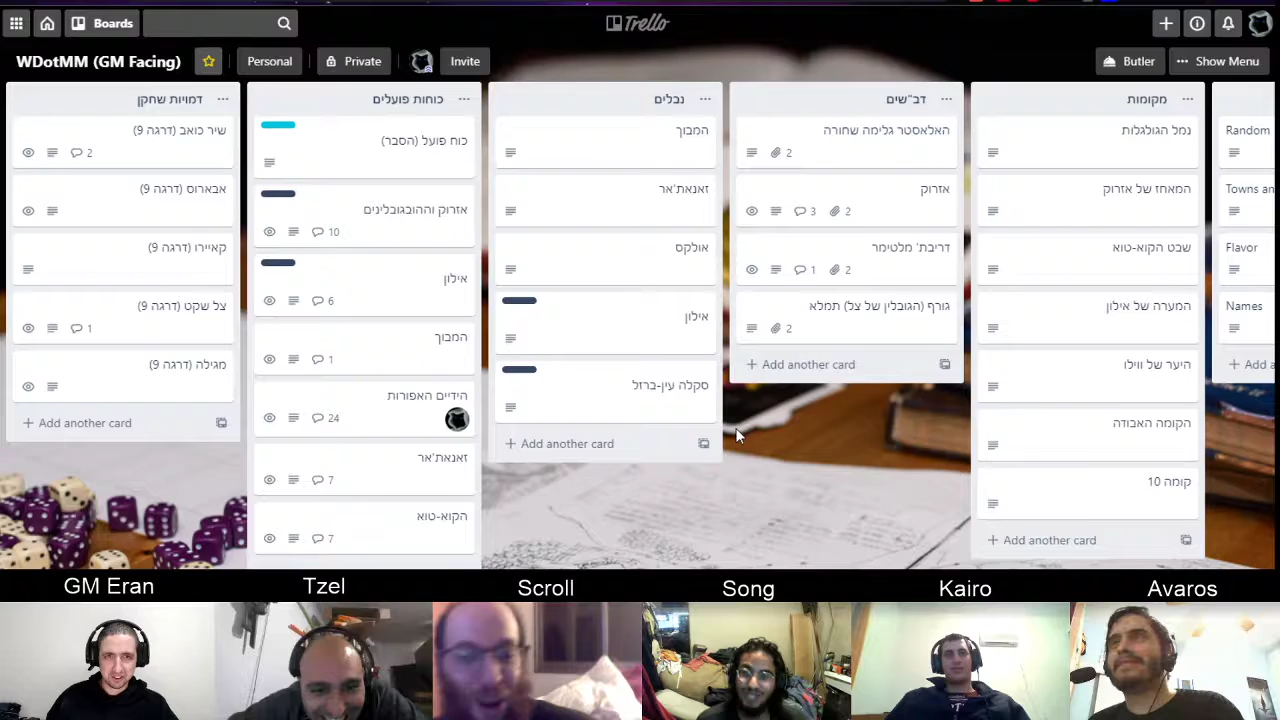 Boards
Trello
WDotMM (GM Facing)
Personal
Private
Invite
Butler
Show Menu
דמויות שחקן
שיר כואב (דרגה 9)
2
אבארוס (דרגה 9)
קאיירו (דרגה 9)
צל שקט (דרגה 9)
1
מגילה (דרגה 9)
Add another card
כוחות פועלים
כוח פועל (הסבר)
אזרוק וההובגובלינים
10
אילון
6
המבוך
1
הידיים האפורות
24
זאנאת'אר
7
הקוא-טוא
7
נבלים
המבוך
זאנאת'אר
אולקס
אילון
סקלה עין-ברזל
Add another card
דב"שים
האלאסטר גלימה שחורה
2
אזרוק
3
2
דריבת' מלטימר
1
2
גורף (הגובלין של צל) תמלא
2
Add another card
מקומות
נמל הגולגלות
המאחז של אזרוק
שבט הקוא-טוא
המערה של אילון
היער של ווילו
הקומה האבודה
קומה 10
Add another card
Random
Towns an
Flavor
Names
Add a
GM Eran
Tzel
Scroll
Song
Kairo
Avaros